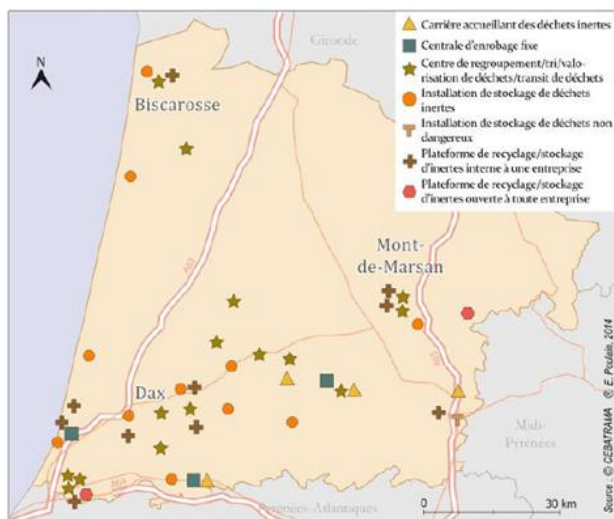 N
Gironde
Carrière accueillant des déchets inertes
Centrale d'enrobage fixe
Centre de regroupement/tri/valo-
risation de déchets/transit de déchets
Installation de stockage de déchets
inertes
Installation de stockage de déchets non
dangereux
Plateforme de recyclage/stockage
d'inertes interne à une entreprise
Plateforme de recyclage/stockage
d'inertes ouverte à toute entreprise
Biscarosse
Mont-
de-Marsan
Dax
Midi-
Pyrénées
Pyrénées-Atlantiques
0 30 km
Source : © CEBATRAMA @ E. Poulain, 2014